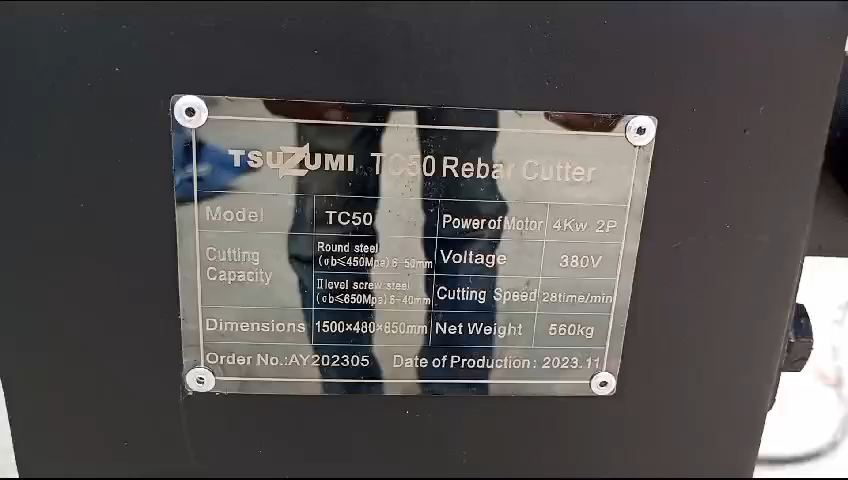 TSUZUMI TC50 Rebar Cutter
Model TC50 Power of Motor 4Kw 2P
Cutting Capacity Round steel (σb≤450Mpa) 6-50mm Voltage 380V
Ⅱlevel screw steel (σb≤650Mpa) 6-40mm Cutting Speed 28time/min
Dimensions 1500×480×850mm Net Weight 560kg
Order No.:AY202305 Date of Production: 2023.11